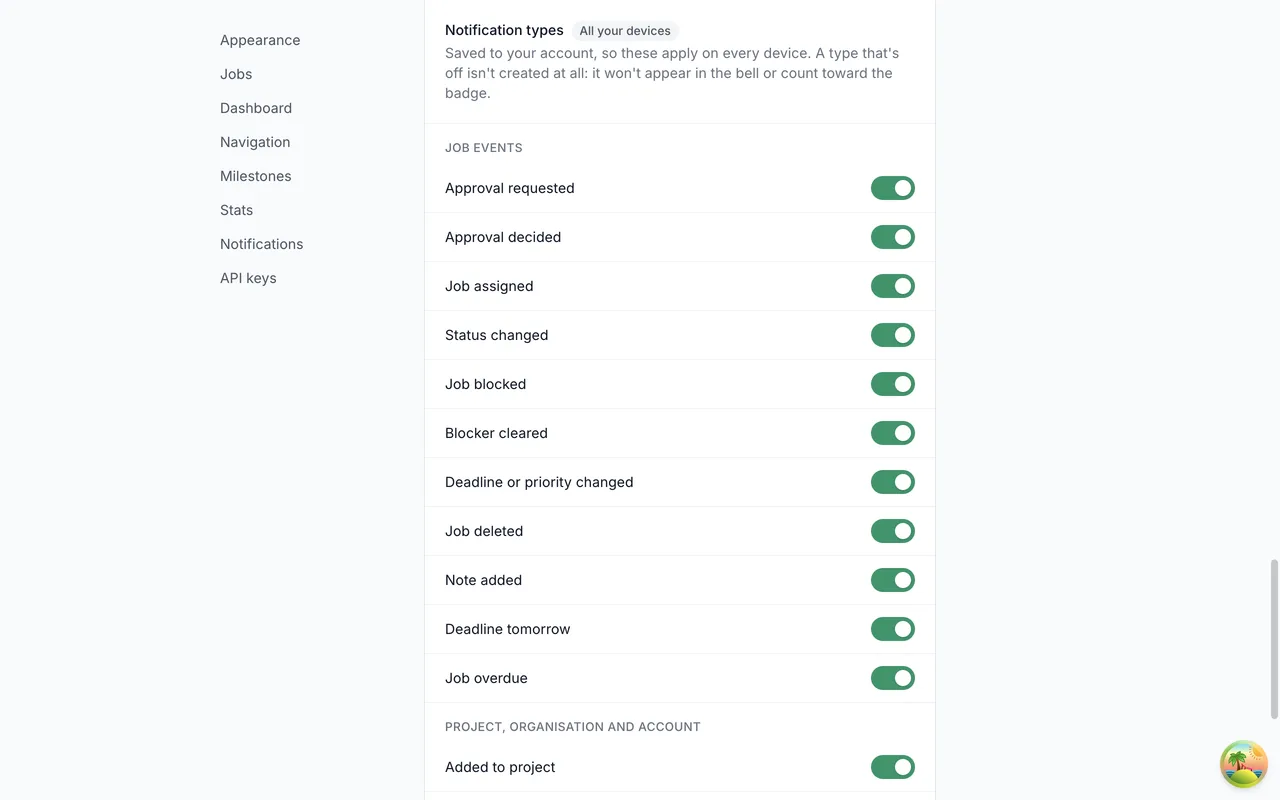 Appearance
Jobs
Dashboard
Navigation
Milestones
Stats
Notifications
API keys
Notification types All your devices
Saved to your account, so these apply on every device. A type that's
off isn't created at all: it won't appear in the bell or count toward the
badge.
JOB EVENTS
Approval requested
Approval decided
Job assigned
Status changed
Job blocked
Blocker cleared
Deadline or priority changed
Job deleted
Note added
Deadline tomorrow
Job overdue
PROJECT, ORGANISATION AND ACCOUNT
Added to project